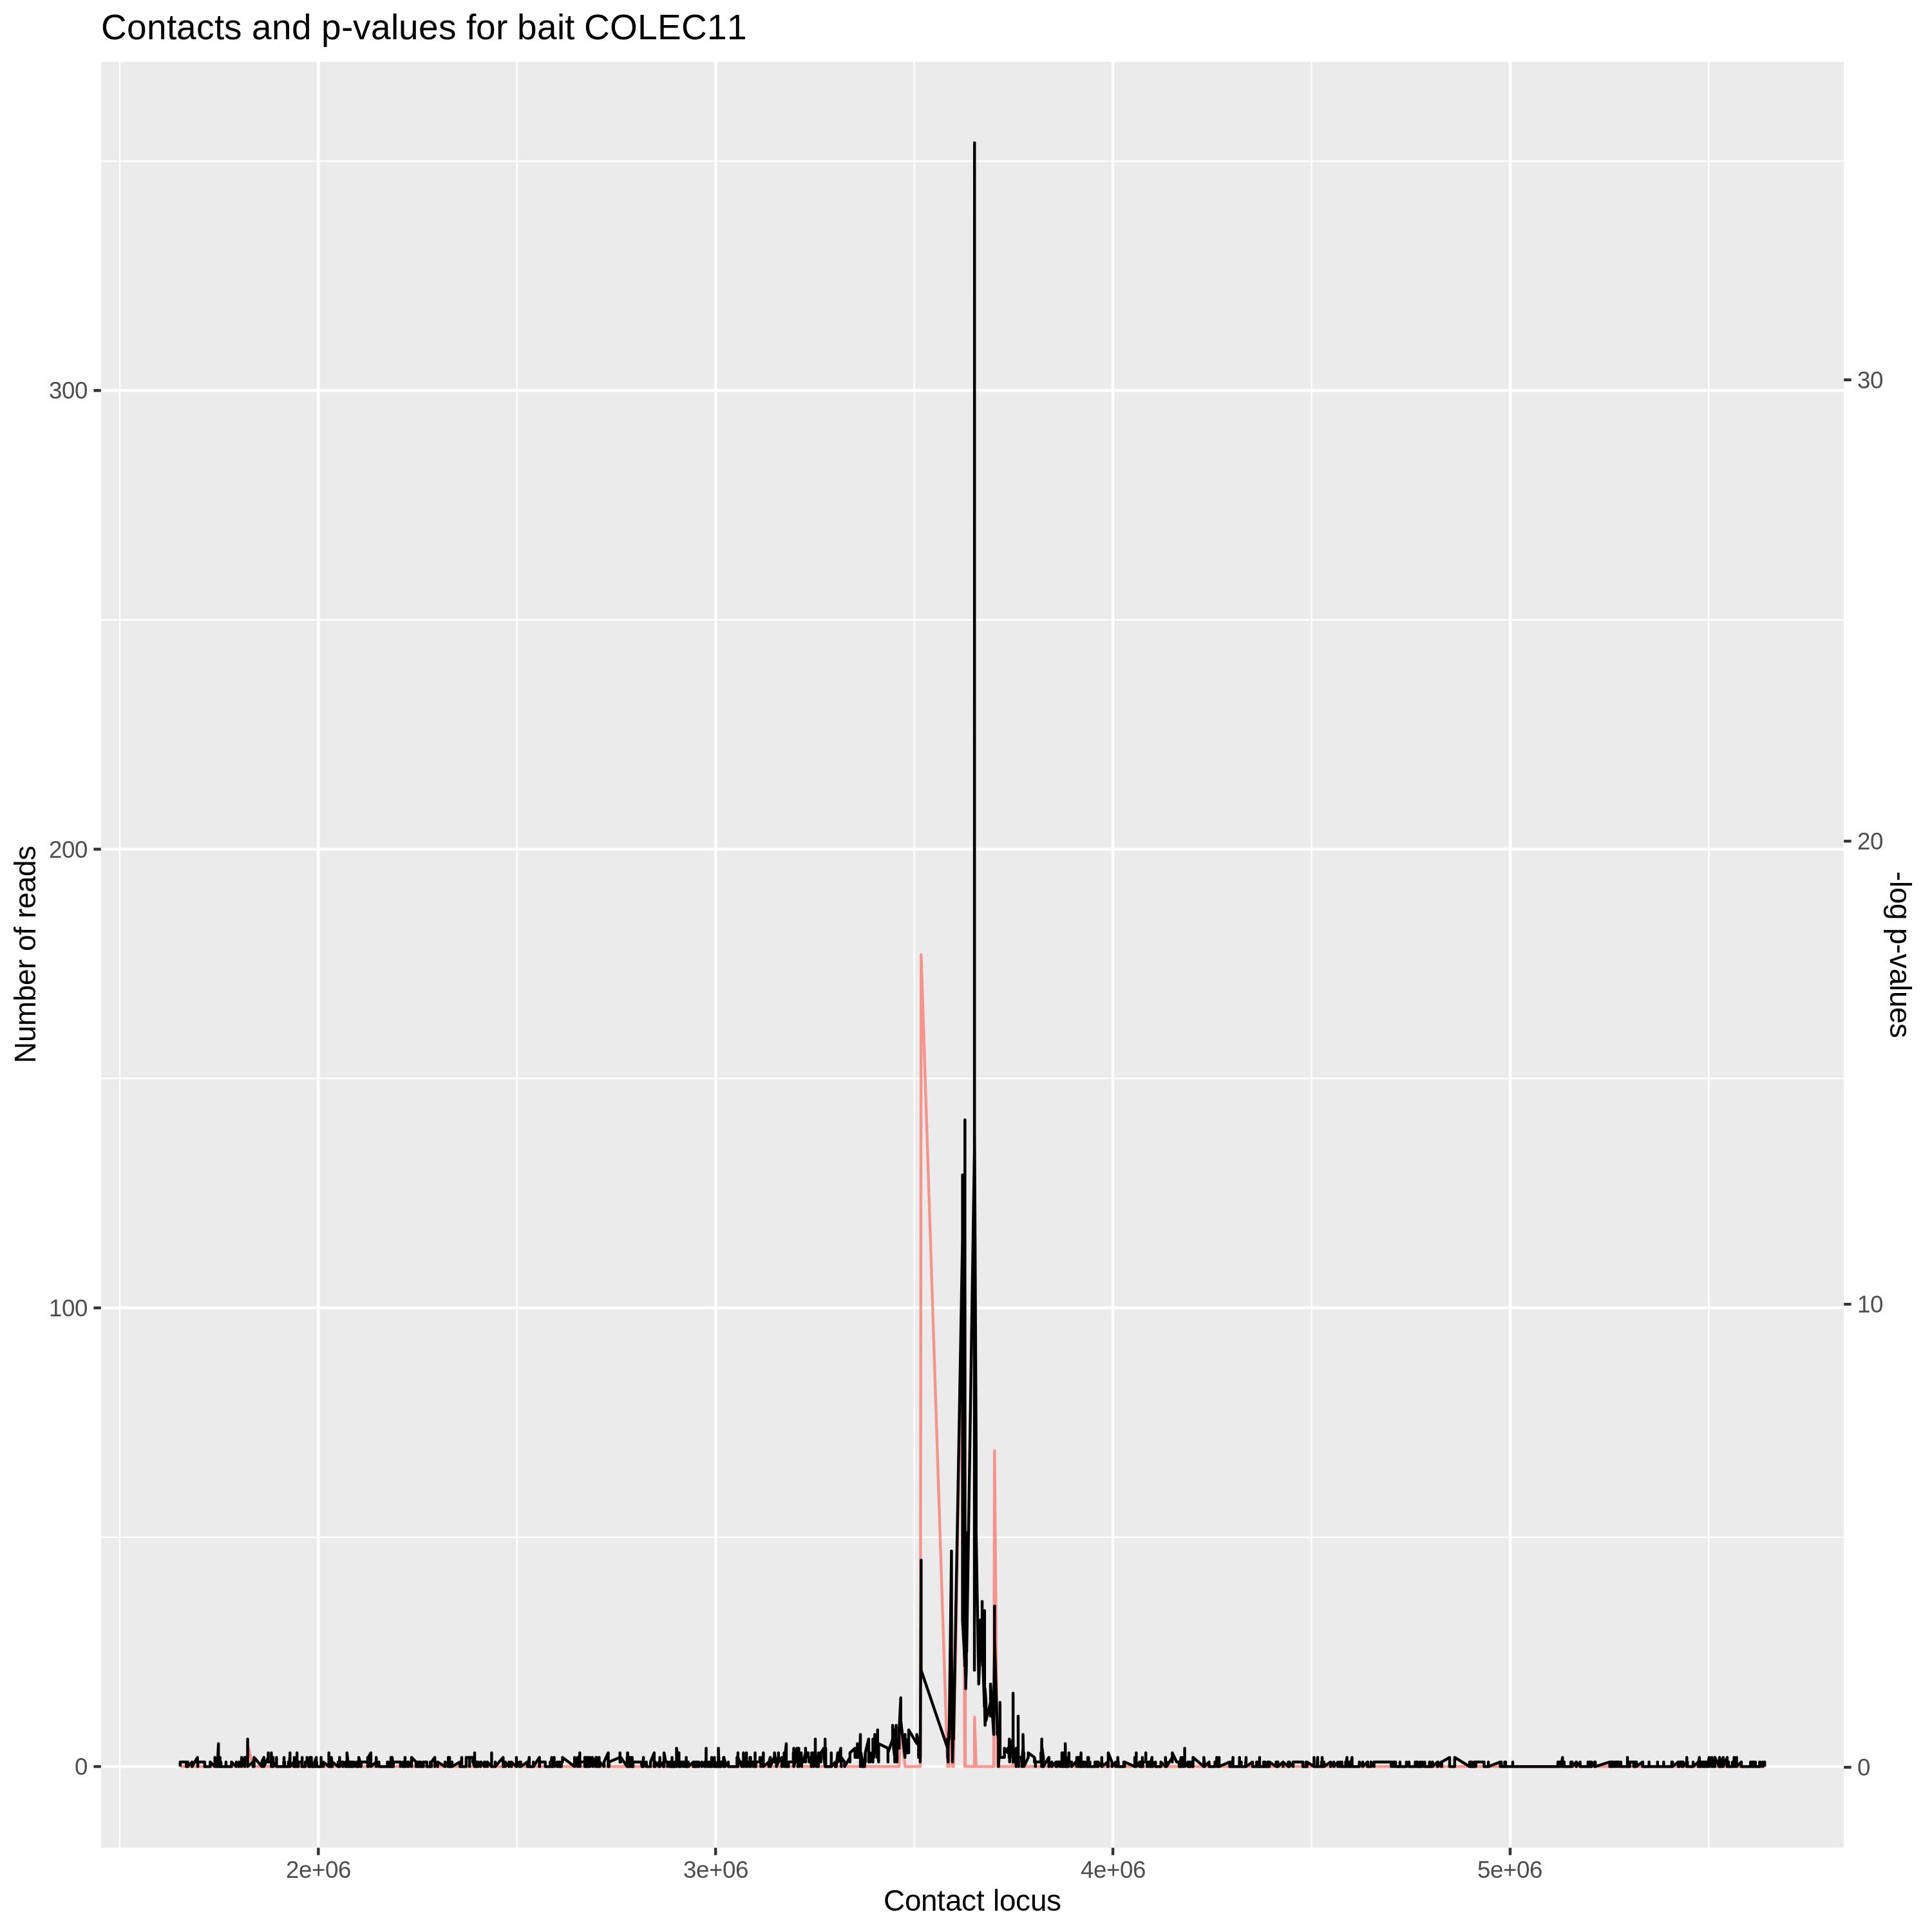 Contacts and p-values for bait COLEC11
300
200
100
0
Number of reads
30
20
10
0
-log p-values
2e+06
3e+06
4e+06
5e+06
Contact locus